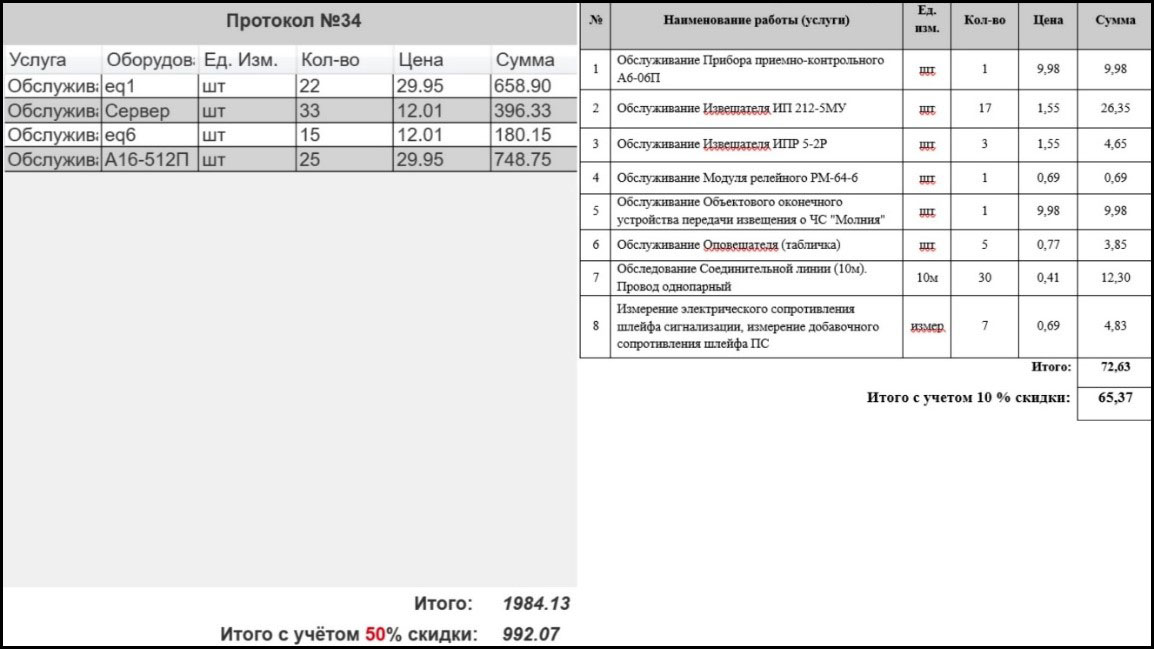 Протокол №34
Услуга Оборудов Ед. Изм. Кол-во Цена Сумма
Обслужив eq1 шт 22 29.95 658.90
Обслужив Сервер шт 33 12.01 396.33
Обслужив eq6 шт 15 12.01 180.15
Обслужив А16-512П шт 25 29.95 748.75
Итого: 1984.13
Итого с учётом 50% скидки: 992.07
№ Наименование работы (услуги) Ед. изм. Кол-во Цена Сумма
1 Обслуживание Прибора приемно-контрольного
А6-06П шт 1 9,98 9,98
2 Обслуживание Извещателя ИП 212-5МУ шт 17 1,55 26,35
3 Обслуживание Извещателя ИПР 5-2Р шт 3 1,55 4,65
4 Обслуживание Модуля релейного РМ-64-6 шт 1 0,69 0,69
5 Обслуживание Объектового оконечного
устройства передачи извещения о ЧС "Молния" шт 1 9,98 9,98
6 Обслуживание Оповещателя (табличка) шт 5 0,77 3,85
7 Обследование Соединительной линии (10м).
Провод однопарный 10м 30 0,41 12,30
8 Измерение электрического сопротивления
шлейфа сигнализации, измерение добавочного
сопротивления шлейфа ПС измер. 7 0,69 4,83
Итого: 72,63
Итого с учетом 10 % скидки: 65,37